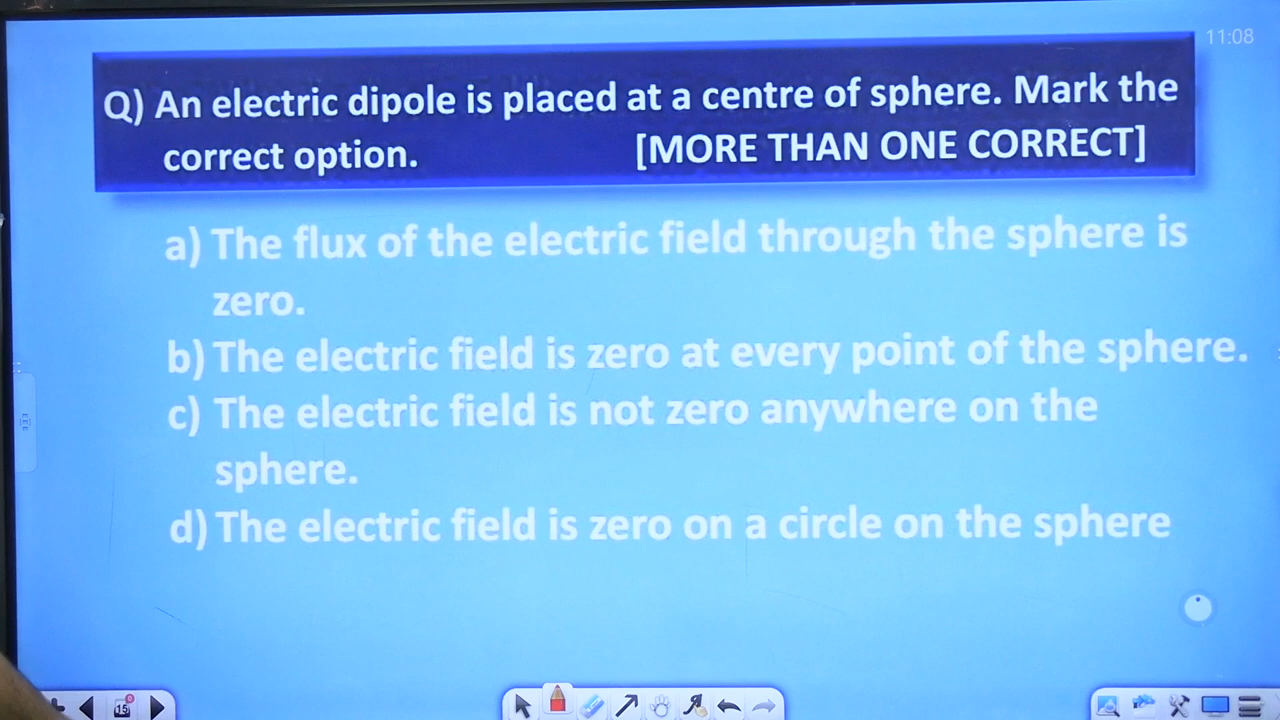 11:08
Q) An electric dipole is placed at a centre of sphere. Mark the
correct option. [MORE THAN ONE CORRECT]
a) The flux of the electric field through the sphere is
zero.
b) The electric field is zero at every point of the sphere.
c) The electric field is not zero anywhere on the
sphere.
d) The electric field is zero on a circle on the sphere
15